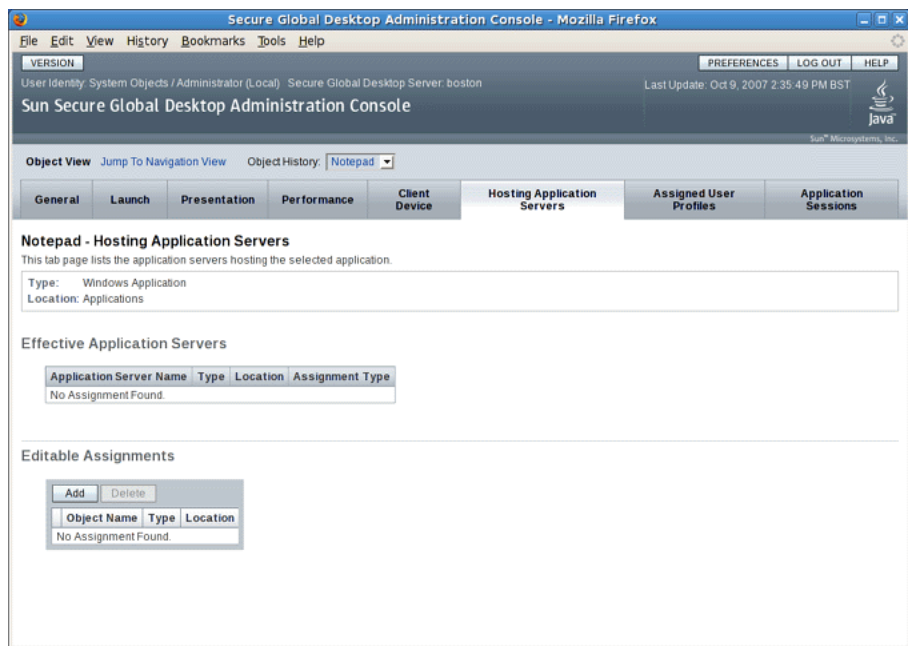 Secure Global Desktop Administration Console - Mozilla Firefox
File Edit View History Bookmarks Tools Help
VERSION PREFERENCES LOG OUT HELP
User Identity: System Objects / Administrator (Local) Secure Global Desktop Server: boston Last Update: Oct 9, 2007 2:35:49 PM BST
Sun Secure Global Desktop Administration Console
Java™
Sun™ Microsystems, Inc.
Object View Jump To Navigation View Object History: Notepad
General Launch Presentation Performance Client Device Hosting Application Servers Assigned User Profiles Application Sessions
Notepad - Hosting Application Servers
This tab page lists the application servers hosting the selected application.
Type: Windows Application
Location: Applications
Effective Application Servers
Application Server Name Type Location Assignment Type
No Assignment Found.
Editable Assignments
Add Delete
Object Name Type Location
No Assignment Found.